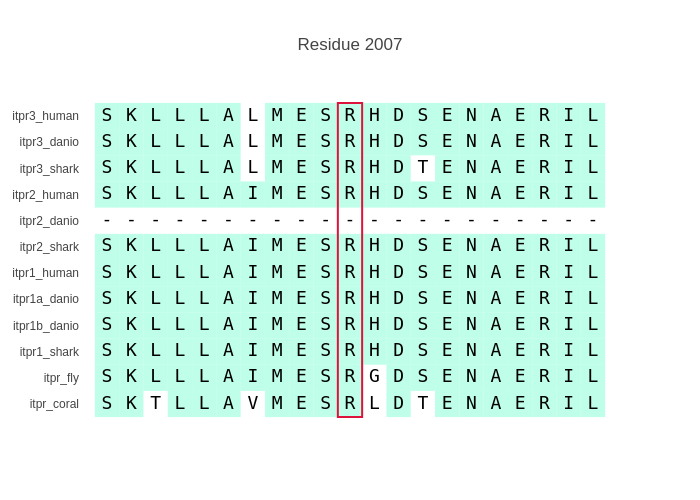 Residue 2007
itpr3_human S K L L L A L M E S R H D S E N A E R I L
itpr3_danio S K L L L A L M E S R H D S E N A E R I L
itpr3_shark S K L L L A L M E S R H D T E N A E R I L
itpr2_human S K L L L A I M E S R H D S E N A E R I L
itpr2_danio - - - - - - - - - - - - - - - - - - - - -
itpr2_shark S K L L L A I M E S R H D S E N A E R I L
itpr1_human S K L L L A I M E S R H D S E N A E R I L
itpr1a_danio S K L L L A I M E S R H D S E N A E R I L
itpr1b_danio S K L L L A I M E S R H D S E N A E R I L
itpr1_shark S K L L L A I M E S R H D S E N A E R I L
itpr_fly S K L L L A I M E S R G D S E N A E R I L
itpr_coral S K T L L A V M E S R L D T E N A E R I L